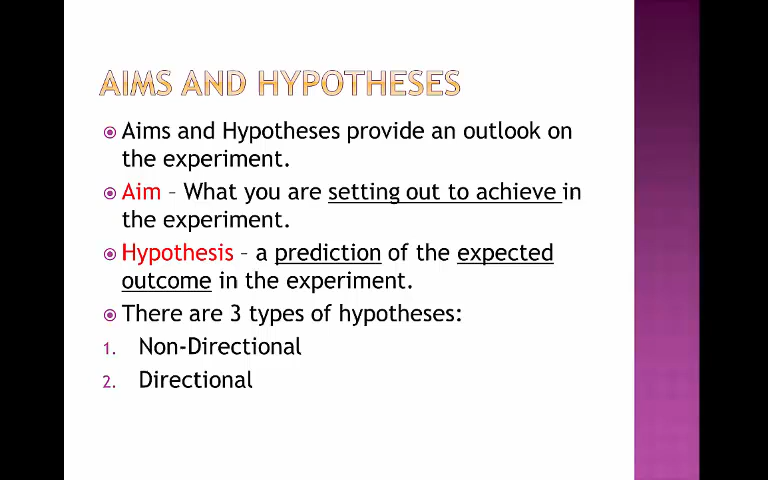 AIMS AND HYPOTHESES
Aims and Hypotheses provide an outlook on
the experiment.
Aim – What you are setting out to achieve in
the experiment.
Hypothesis – a prediction of the expected
outcome in the experiment.
There are 3 types of hypotheses:
1. Non-Directional
2. Directional